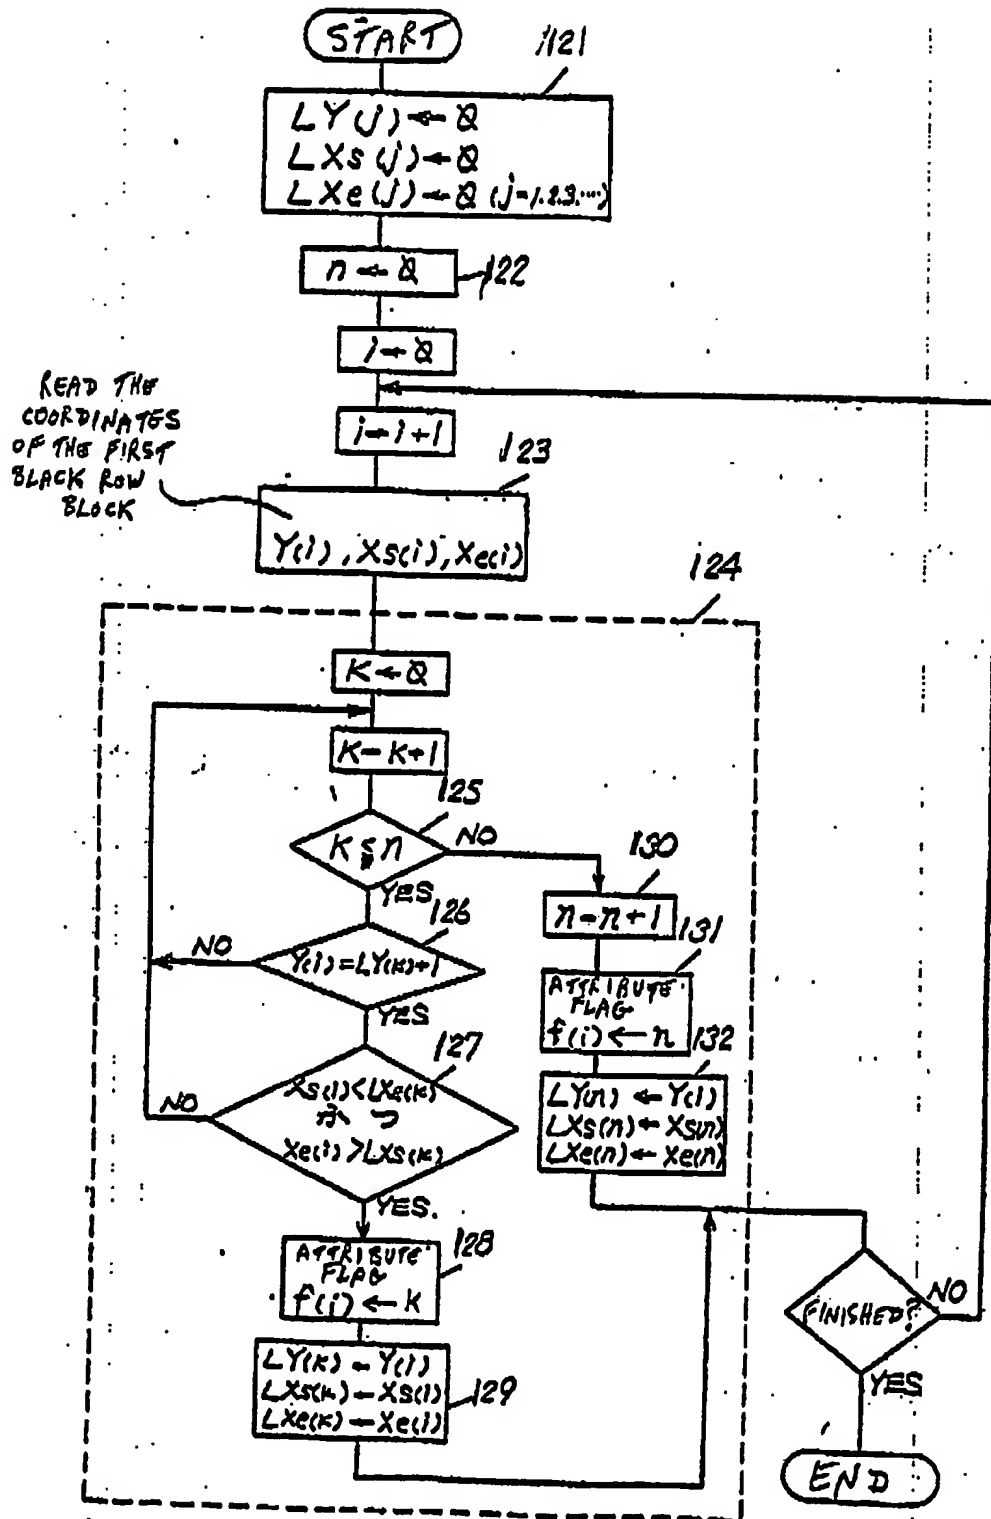 START
1121
LY(j)←0
LXs(j)←0
LXe(j)←0 (j=1.2.3.....)
n←0
122
i←0
i←i+1
READ THE
COORDINATES
OF THE FIRST
BLACK ROW
BLOCK
123
Y(i), Xs(i), Xe(i)
124
K←0
K←K+1
125
K≦n
NO
YES
126
Y(i)=LY(k)+1
NO
YES
127
Xs(i)<LXe(k)
かつ
Xe(i)>LXs(k)
NO
YES.
128
ATTRIBUTE
FLAG
f(i)←K
LY(k)←Y(i)
LXs(k)←Xs(i)
LXe(k)←Xe(i)
129
130
n←n+1
131
ATTRIBUTE
FLAG
f(i)←n
132
LY(n)←Y(i)
LXs(n)←Xs(n)
LXe(n)←Xe(n)
FINISHED?
NO
YES
END